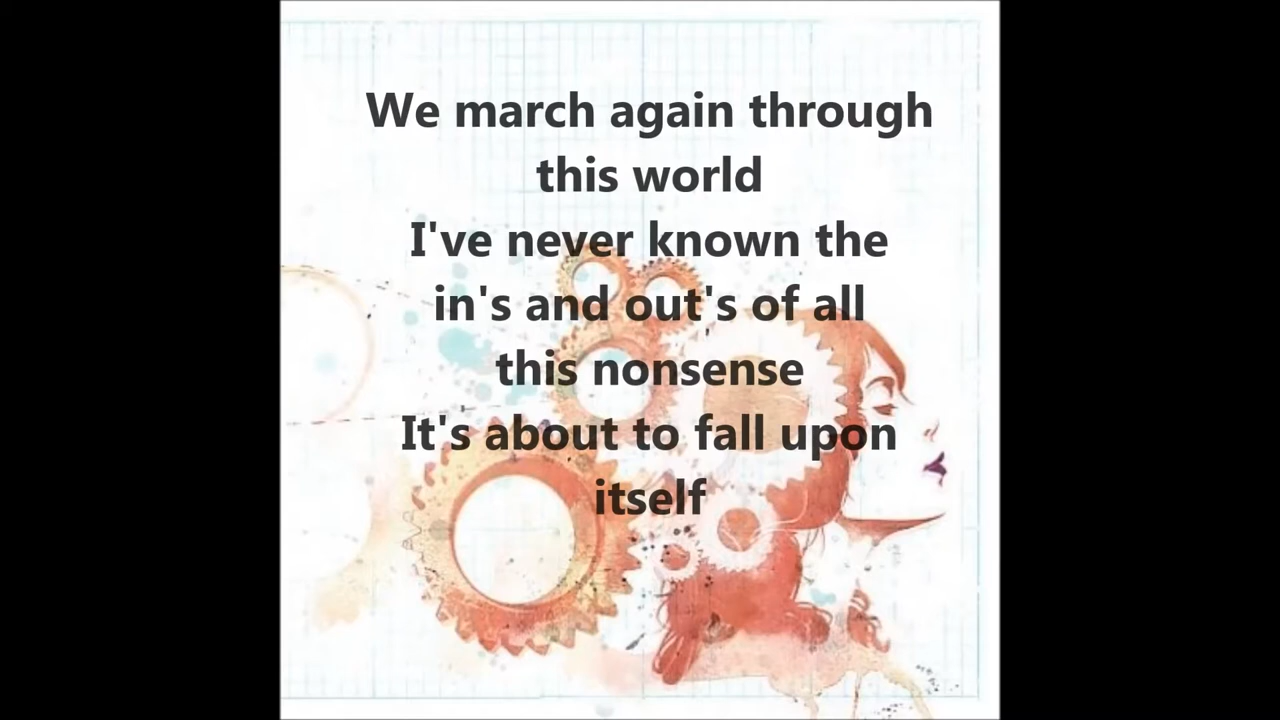 We march again through
this world
I've never known the
in's and out's of all
this nonsense
It's about to fall upon
itself